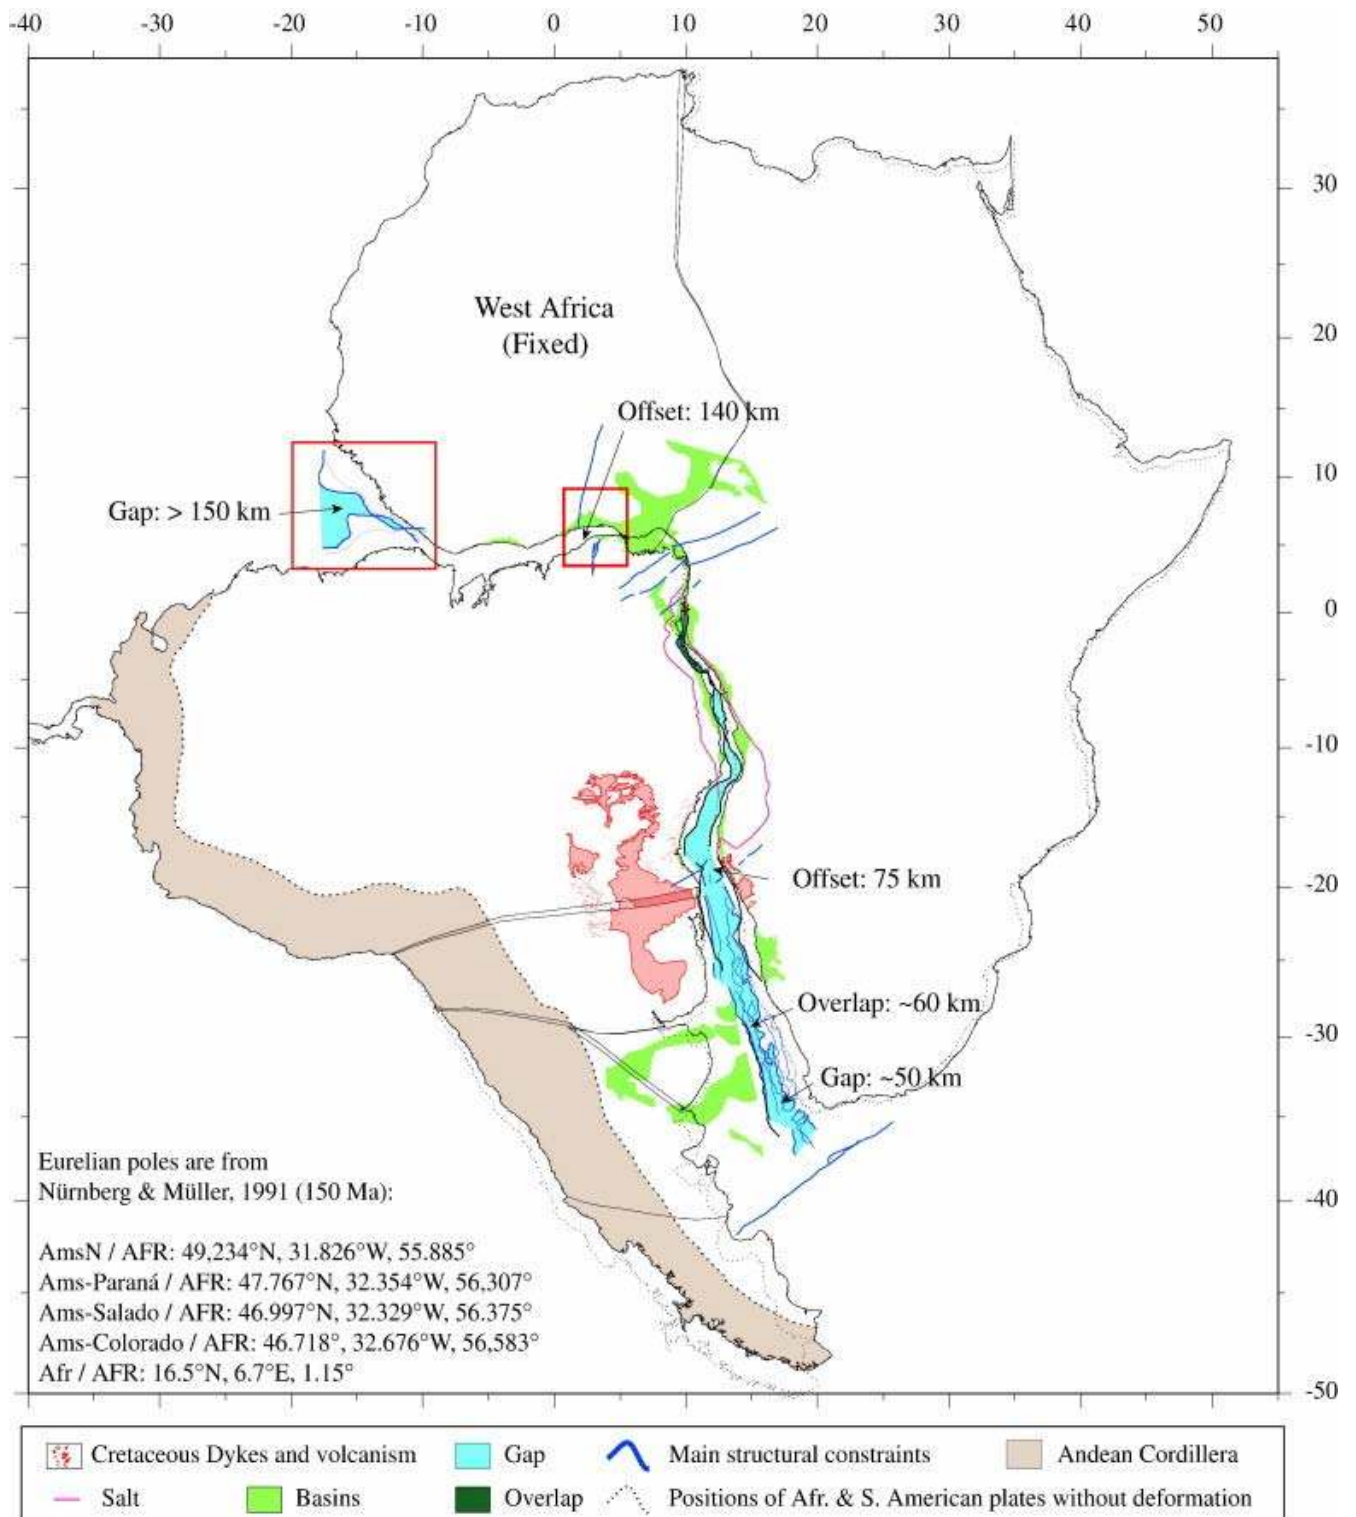 -40 -20 -10 0 10 20 30 40 50
30
West Africa
(Fixed)
20
Offset: 140 km
10
Gap: > 150 km
0
-10
Offset: 75 km
-20
Overlap: ~60 km
-30
Gap: ~50 km
Eurelian poles are from
Nürnberg & Müller, 1991 (150 Ma):
-40
AmsN / AFR: 49,234°N, 31.826°W, 55.885°
Ams-Paraná / AFR: 47.767°N, 32.354°W, 56,307°
Ams-Salado / AFR: 46.997°N, 32.329°W, 56.375°
Ams-Colorado / AFR: 46.718°, 32.676°W, 56,583°
Afr / AFR: 16.5°N, 6.7°E, 1.15°
-50
Cretaceous Dykes and volcanism Gap Main structural constraints Andean Cordillera
Salt Basins Overlap Positions of Afr. & S. American plates without deformation